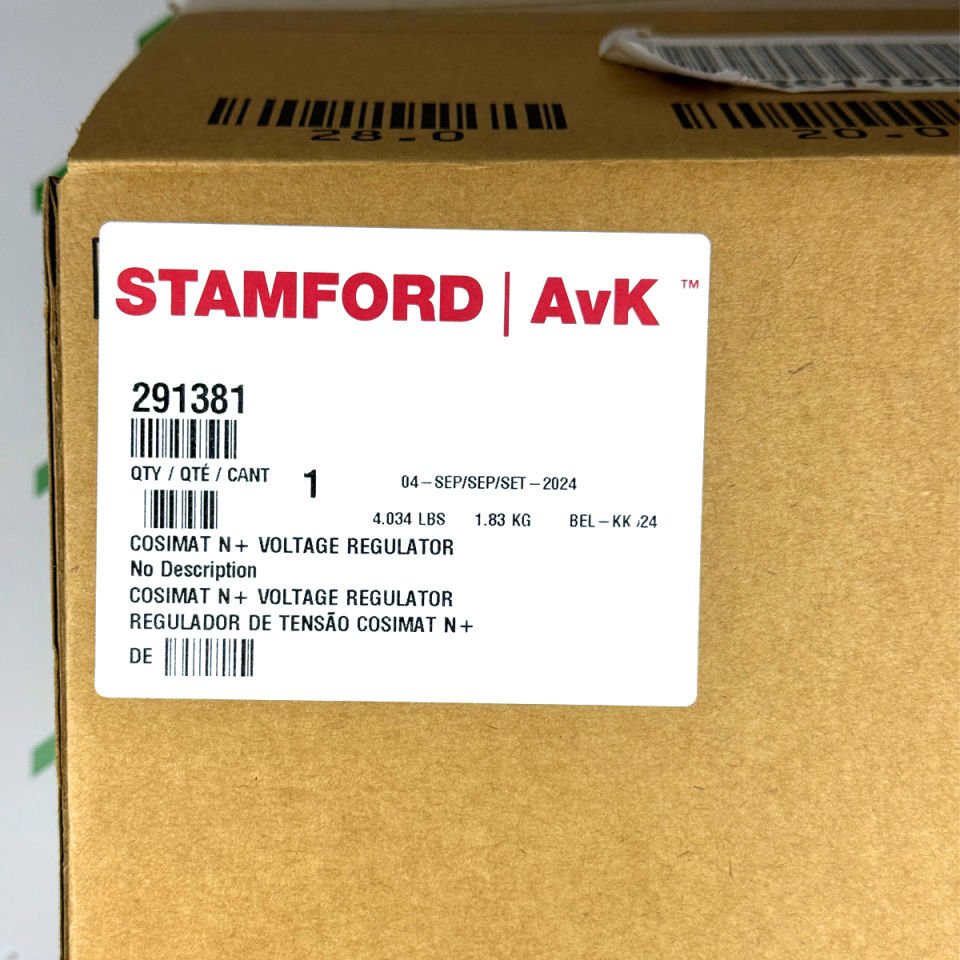 28.0
20.0
STAMFORD | AvK ™
291381
QTY / QTÉ / CANT 1 04-SEP/SEP/SET-2024
4.034 LBS 1.83 KG
COSIMAT N+ VOLTAGE REGULATOR
No Description
COSIMAT N+ VOLTAGE REGULATOR
REGULADOR DE TENSÃO COSIMAT N+
DE